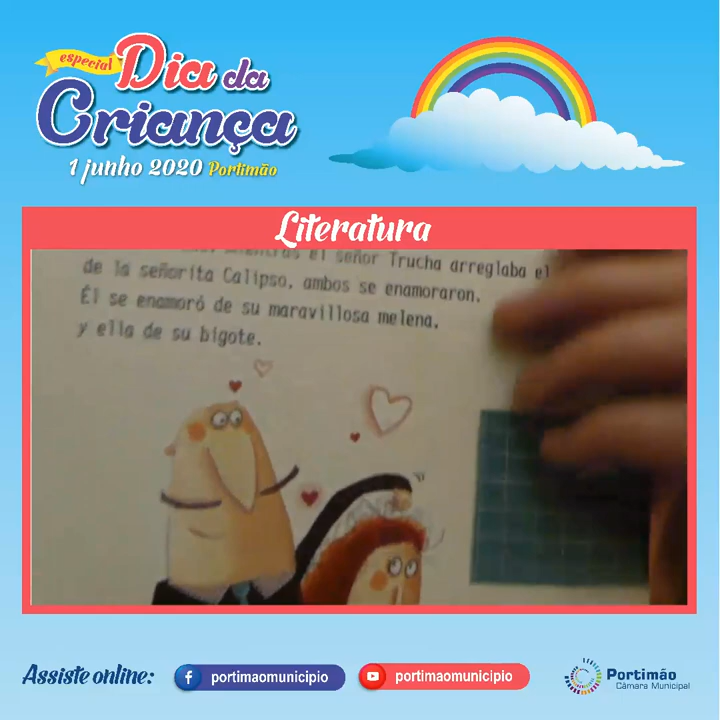 especial
Dia da
Criança
1 junho 2020 Portimão
Literatura
el señor Trucha arreglaba el
de la señorita Calipso, ambos se enamoraron.
Él se enamoró de su maravillosa melena,
y ella de su bigote.
Assiste online:
portimaomunicipio
portimaomunicipio
Portimão
Câmara Municipal